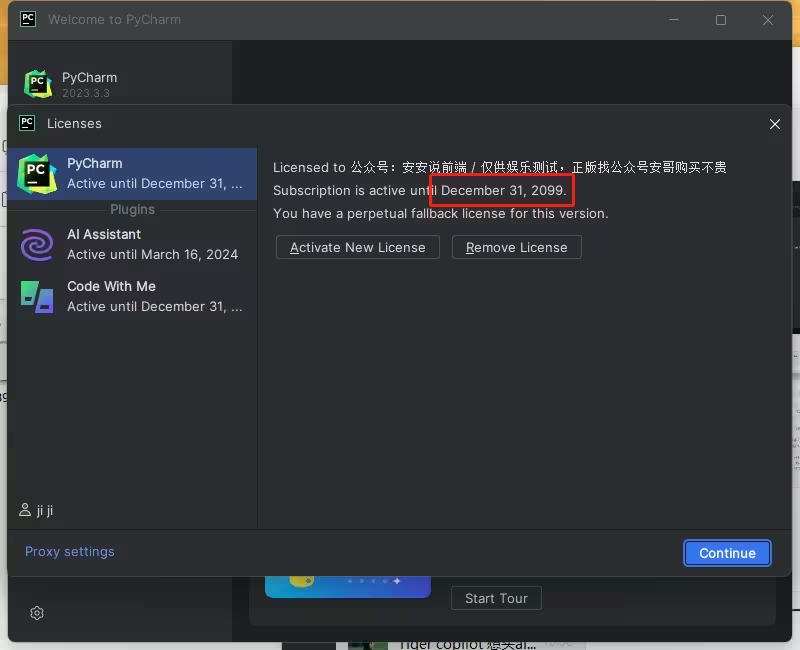 Welcome to PyCharm
PyCharm
2023.3.3
Licenses
PyCharm
Active until December 31, ...
Plugins
AI Assistant
Active until March 16, 2024
Code With Me
Active until December 31, ...
Licensed to 公众号：安安说前端 / 仅供娱乐测试，正版找公众号安哥购买不贵
Subscription is active until December 31, 2099.
You have a perpetual fallback license for this version.
Activate New License
Remove License
ji ji
Proxy settings
Continue
Start Tour